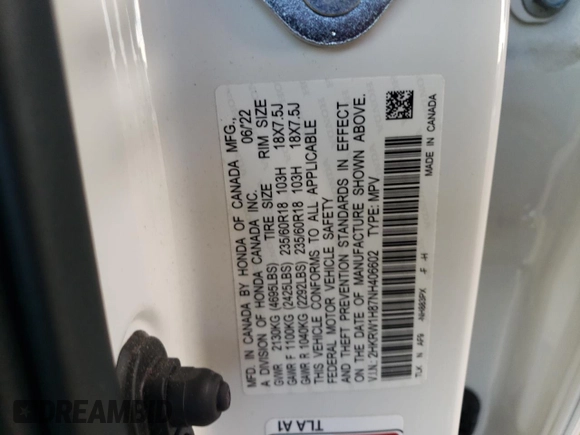 MFD. IN CANADA BY HONDA OF CANADA MFG.,
A DIVISION OF HONDA CANADA INC. 06/22
TIRE SIZE RIM SIZE
GVWR 2130KG (4695LBS)
GAWR F 1100KG (2425LBS) 235/60R18 103H 18X7.5J
GAWR R 1040KG (2292LBS) 235/60R18 103H 18X7.5J
THIS VEHICLE CONFORMS TO ALL APPLICABLE
FEDERAL MOTOR VEHICLE SAFETY
AND THEFT PREVENTION STANDARDS IN EFFECT
ON THE DATE OF MANUFACTURE SHOWN ABOVE.
V.I.N.: 2HKRW1H87NH406602 TYPE: MPV
MADE IN CANADA
TLA A1
DREAMBID